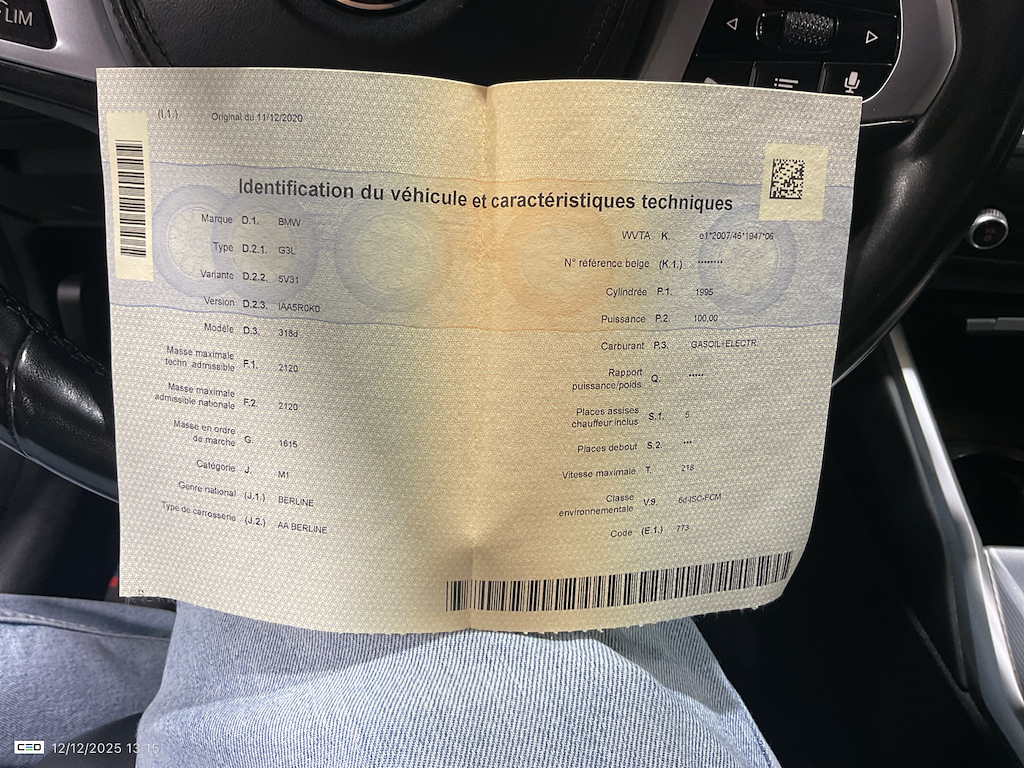 LIM
(I.1.) Original du 11/12/2020
Identification du véhicule et caractéristiques techniques
Marque D.1. BMW
Type D.2.1. G3L
Variante D.2.2. 5V31
Version D.2.3. IAA5R0K0
Modèle D.3. 318d
Masse maximale
techn admissible F.1. 2120
Masse maximale
admissible nationale F.2. 2120
Masse en ordre
de marche G. 1615
Catégorie J. M1
Genre national (J.1.) BERLINE
Type de carrosserie (J.2.) AA BERLINE
WVTA K. e1*2007/46*1947*06
N° référence belge (K.1.) ********
Cylindrée P.1. 1995
Puissance P.2. 100.00
Carburant P.3. GASOIL+ELECTR.
Rapport
puissance/poids Q. *****
Places assises
chauffeur inclus S.1. 5
Places debout S.2. ***
Vitesse maximale T. 218
Classe
environnementale V.9. 6d-ISC-FCM
Code (E.1.) 773
CEO 12/12/2025 13:15